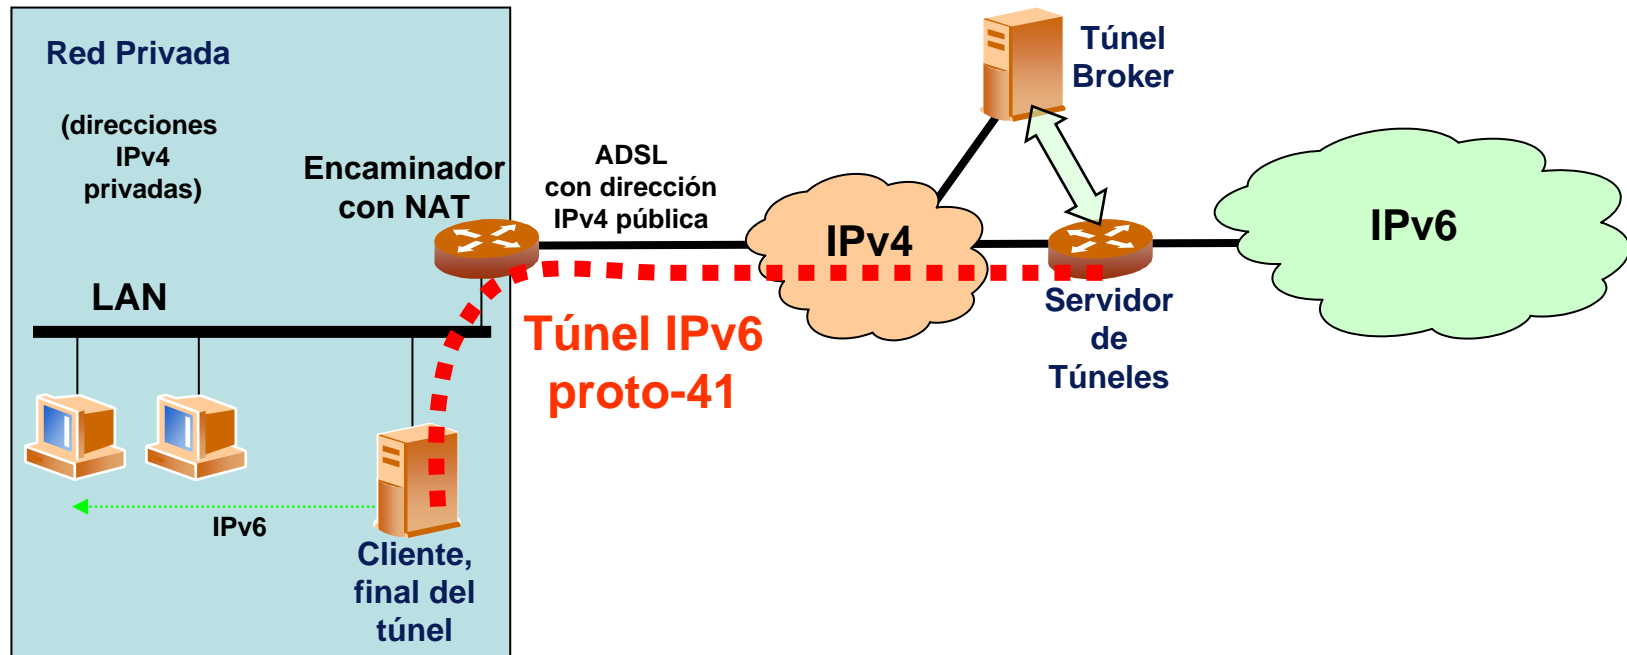 Red Privada
(direcciones
IPv4
privadas)
Encaminador
con NAT
LAN
IPv6
Cliente,
final del
túnel
ADSL
con dirección
IPv4 pública
Túnel IPv6
proto-41
IPv4
Túnel
Broker
Servidor
de
Túneles
IPv6